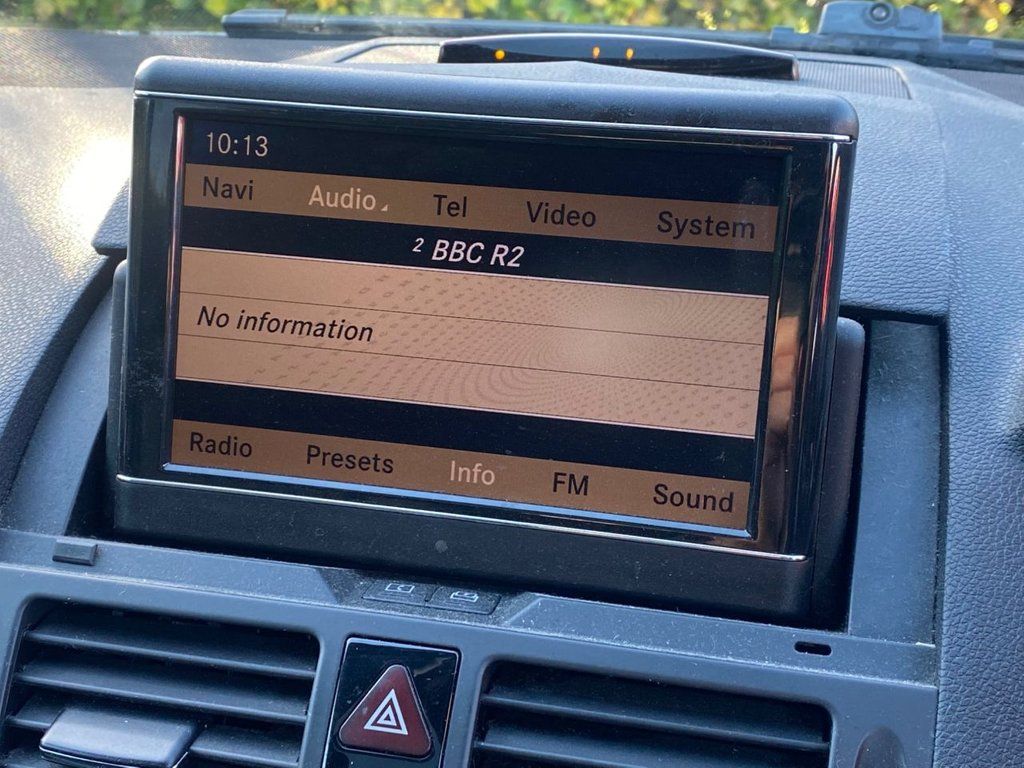 10:13
Navi Audio Tel Video System
2 BBC R2
No information
Radio Presets Info FM Sound